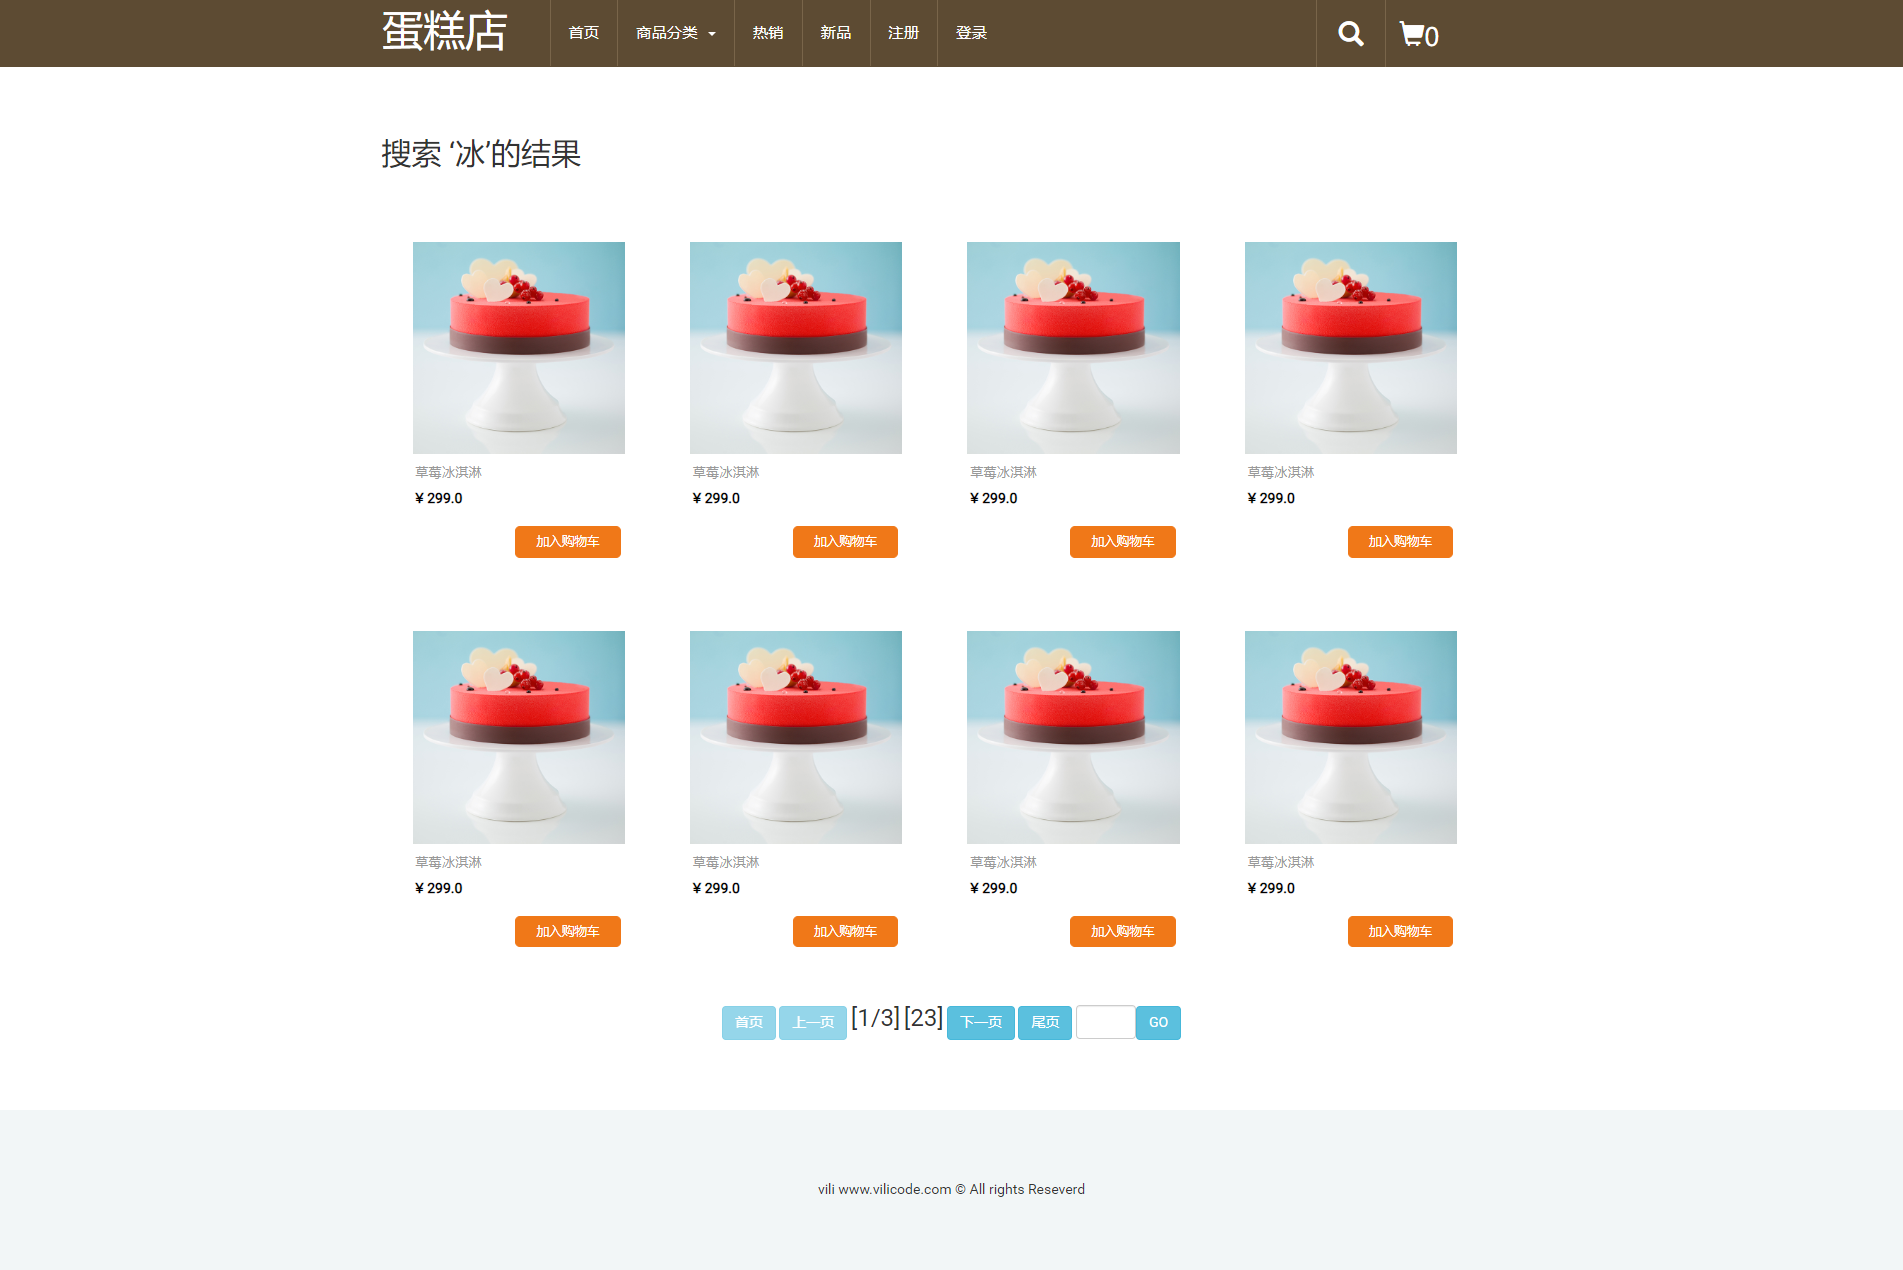 蛋糕店 首页 商品分类 热销 新品 注册 登录 0
搜索 ‘冰’的结果
草莓冰淇淋 草莓冰淇淋 草莓冰淇淋 草莓冰淇淋
¥ 299.0 ¥ 299.0 ¥ 299.0 ¥ 299.0
加入购物车 加入购物车 加入购物车 加入购物车
草莓冰淇淋 草莓冰淇淋 草莓冰淇淋 草莓冰淇淋
¥ 299.0 ¥ 299.0 ¥ 299.0 ¥ 299.0
加入购物车 加入购物车 加入购物车 加入购物车
首页 上一页 [1/3] [23] 下一页 尾页 GO
vili www.vilicode.com © All rights Reseverd